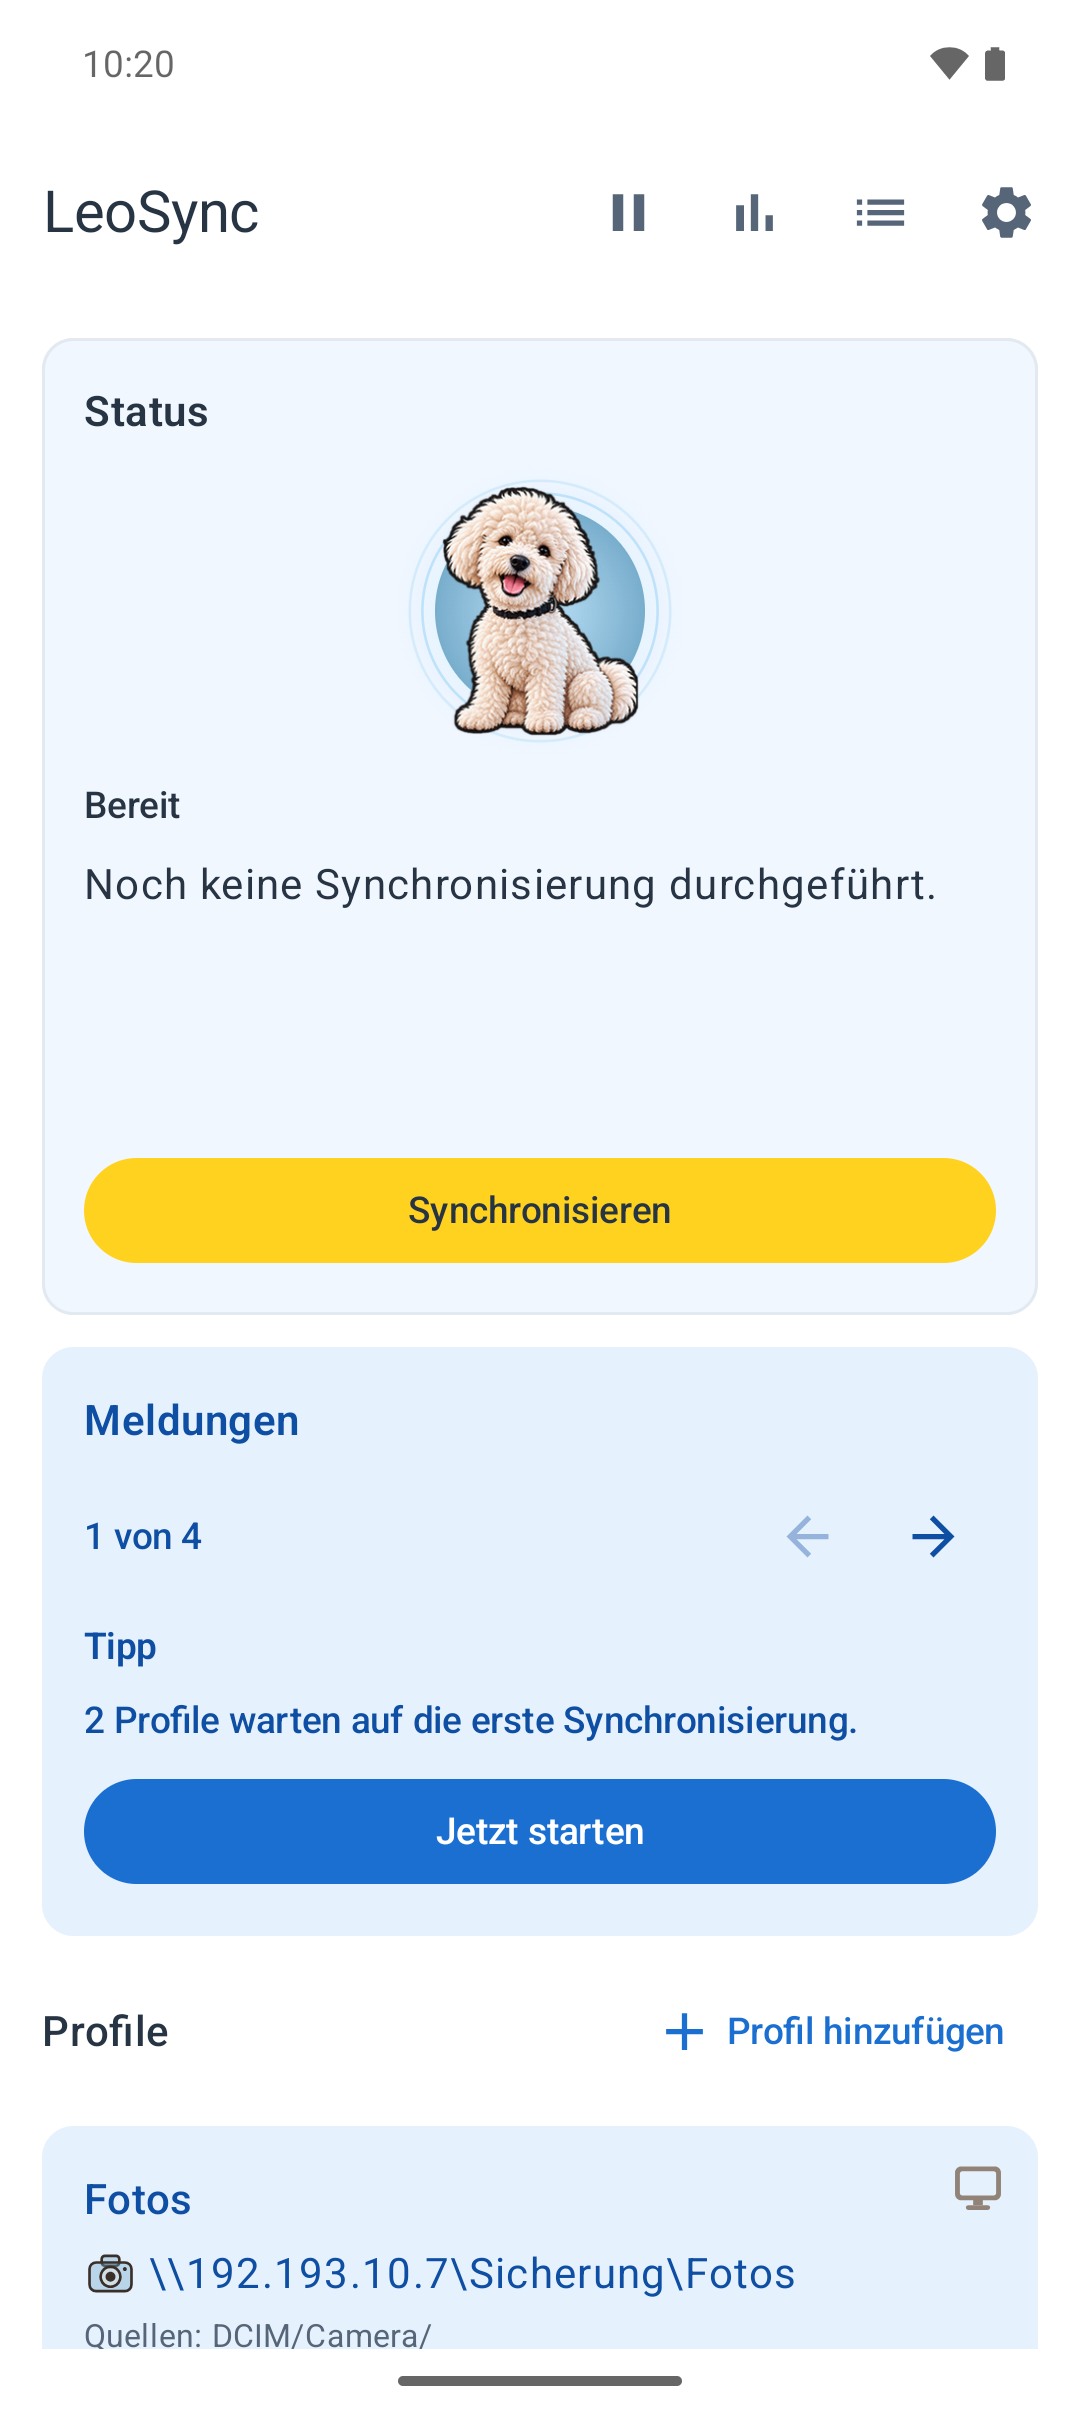 10:20
LeoSync
Status
Bereit
Noch keine Synchronisierung durchgeführt.
Synchronisieren
Meldungen
1 von 4
Tipp
2 Profile warten auf die erste Synchronisierung.
Jetzt starten
Profile
Profil hinzufügen
Fotos
\\192.193.10.7\Sicherung\Fotos
Quellen: DCIM/Camera/